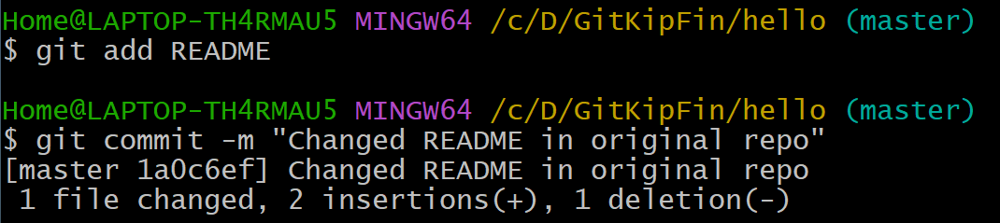 Home@LAPTOP-TH4RMAU5 MINGW64 /c/D/GitKipFin/hello (master)
$ git add README
Home@LAPTOP-TH4RMAU5 MINGW64 /c/D/GitKipFin/hello (master)
$ git commit -m "Changed README in original repo"
[master 1a0c6ef] Changed README in original repo
 1 file changed, 2 insertions(+), 1 deletion(-)